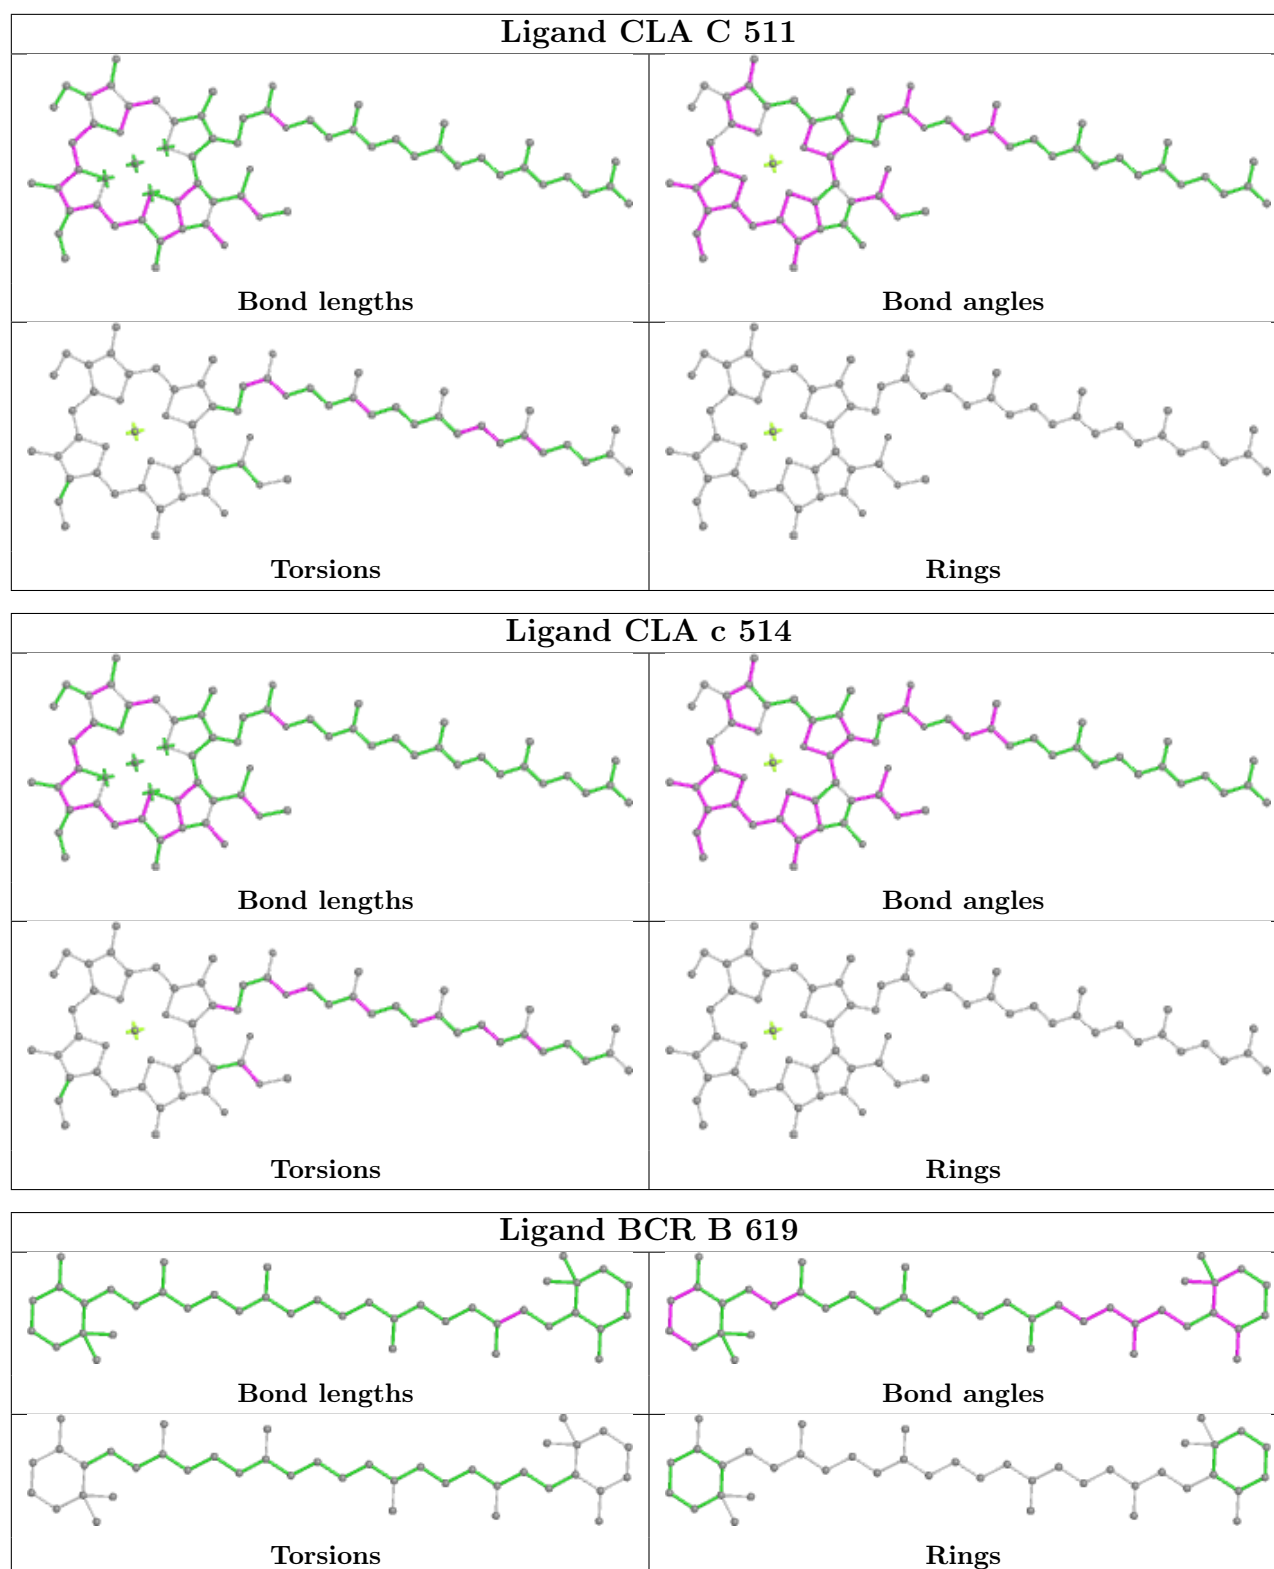 Ligand CLA C 511
Bond lengths
Bond angles
Torsions
Rings
Ligand CLA c 514
Bond lengths
Bond angles
Torsions
Rings
Ligand BCR B 619
Bond lengths
Bond angles
Torsions
Rings